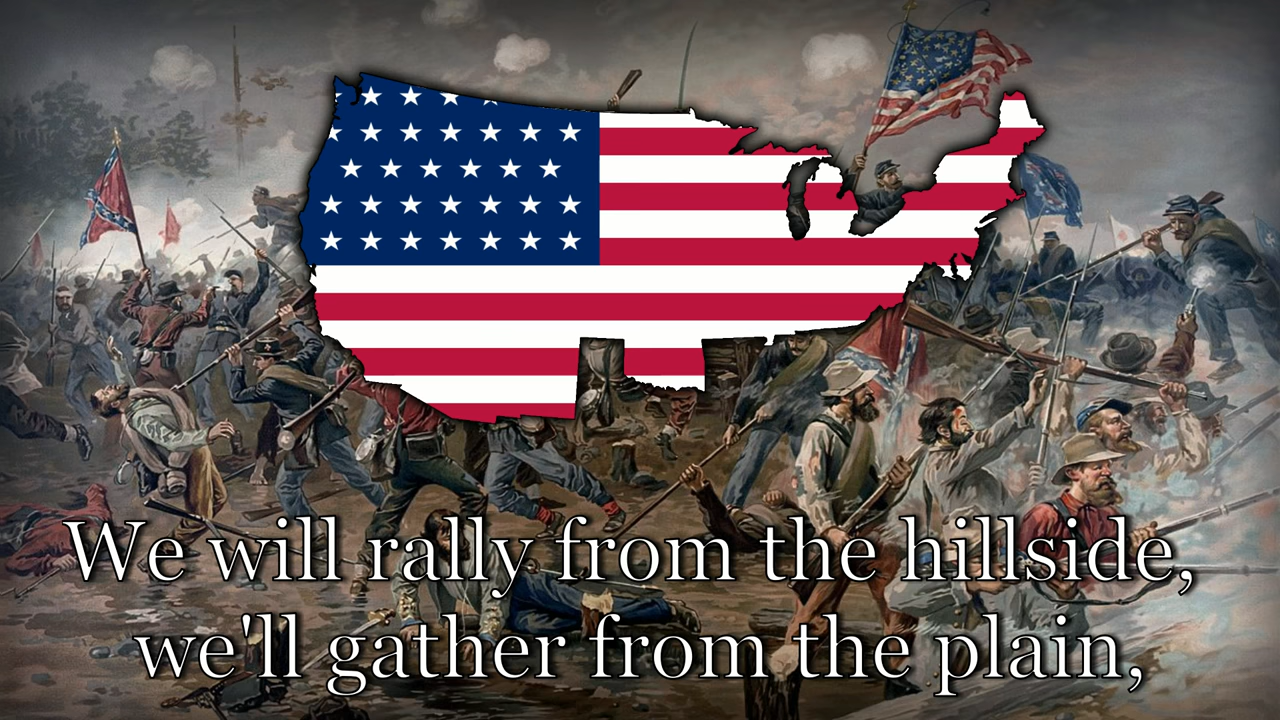 We will rally from the hillside,
we'll gather from the plain,